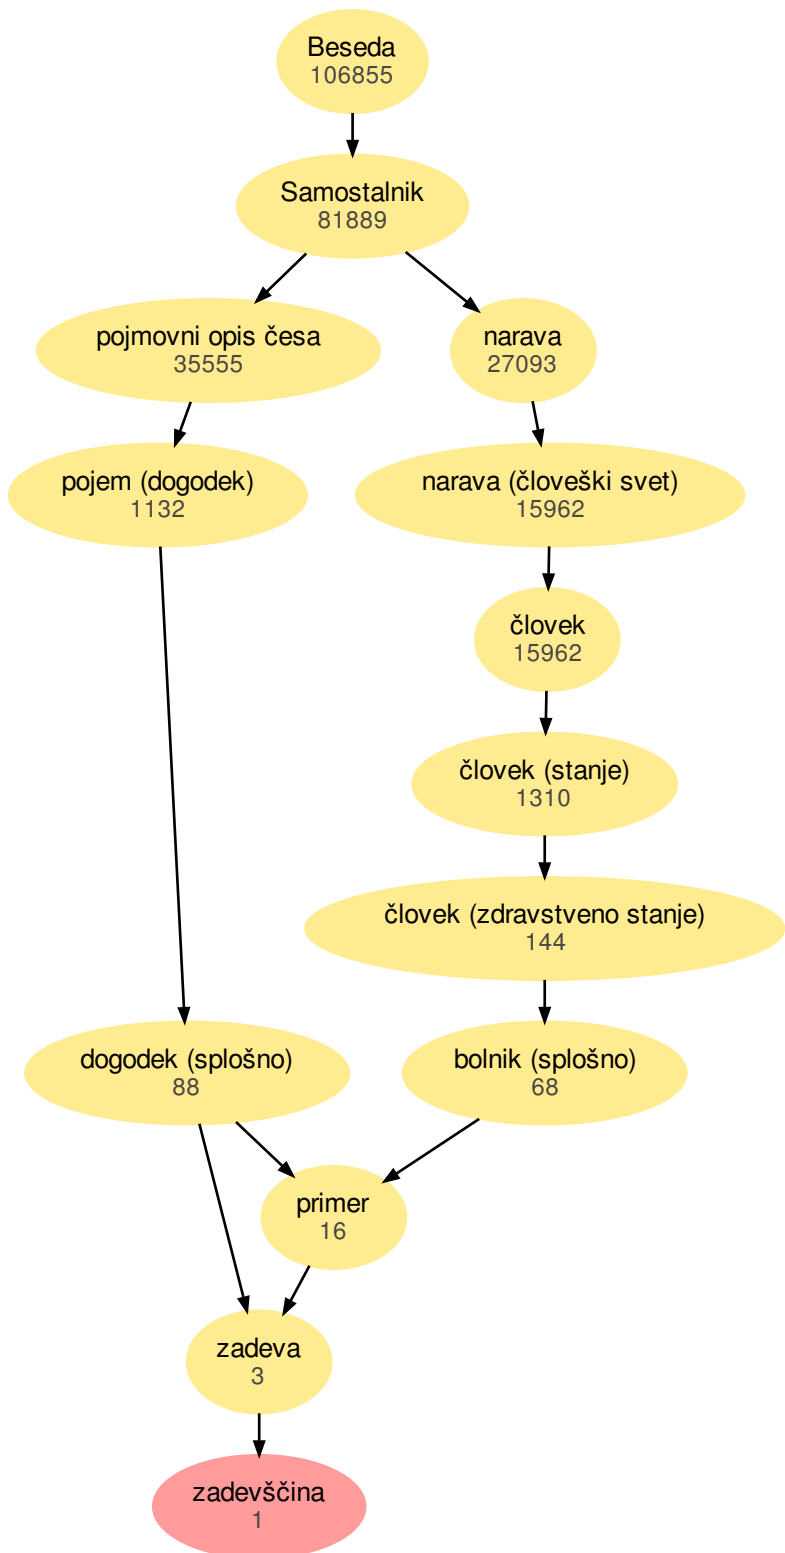 Beseda
106855
Samostalnik
81889
pojmovni opis česa
35555
narava
27093
pojem (dogodek)
1132
narava (človeški svet)
15962
človek
15962
človek (stanje)
1310
človek (zdravstveno stanje)
144
dogodek (splošno)
88
bolnik (splošno)
68
primer
16
zadeva
3
zadevščina
1